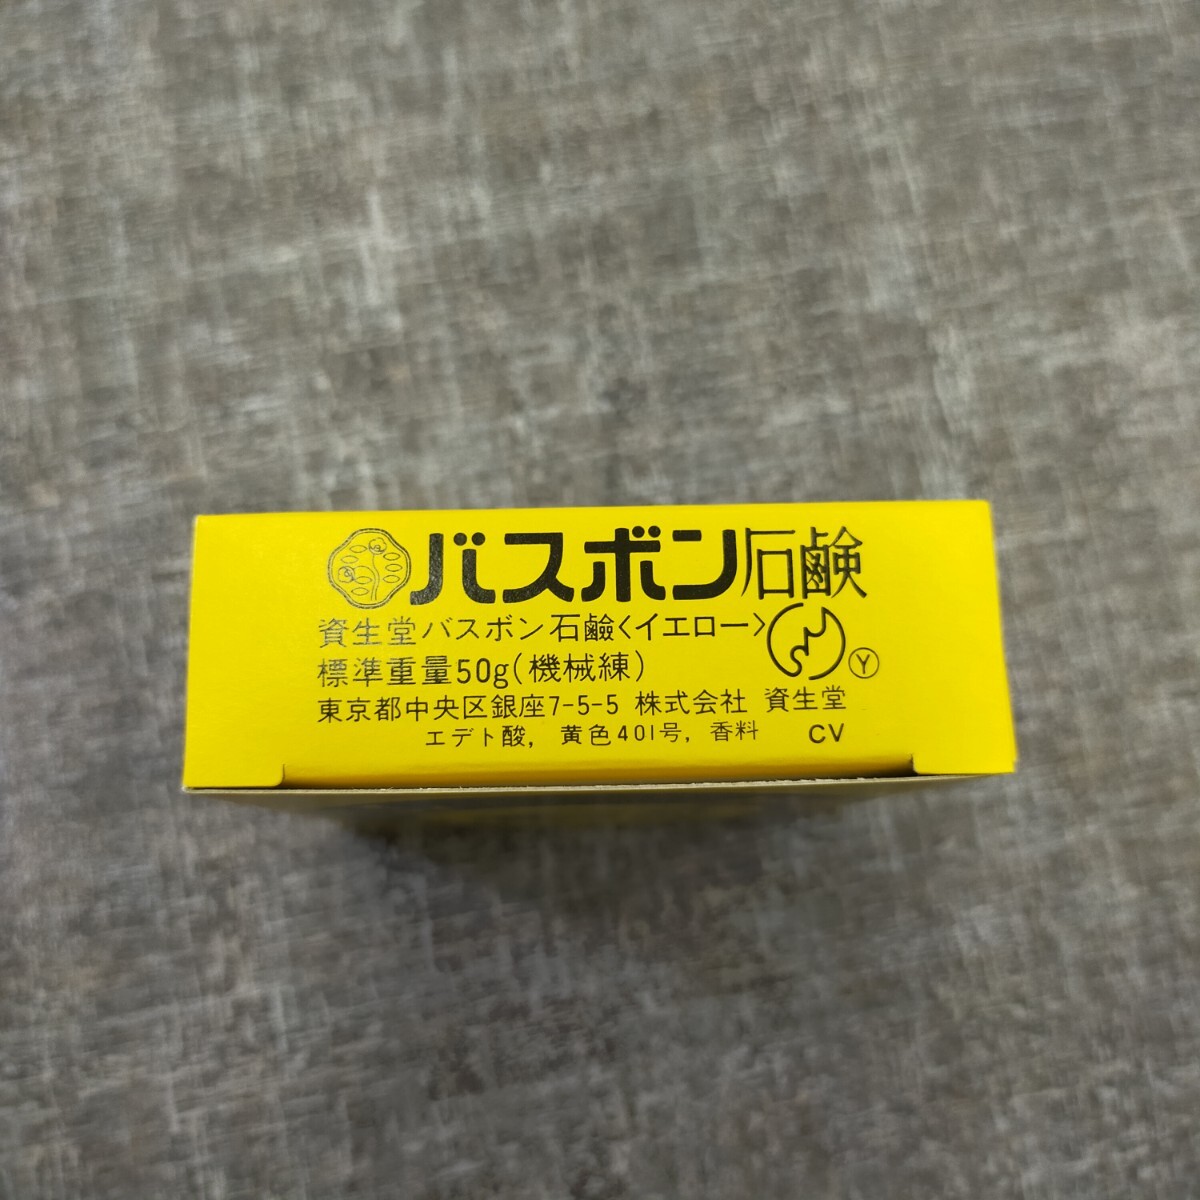 バスボン石鹸
資生堂バスボン石鹼〈イエロー〉
Ⓨ
標準重量50g(機械練)
東京都中央区銀座7-5-5 株式会社 資生堂
エデト酸, 黄色401号, 香料 CV